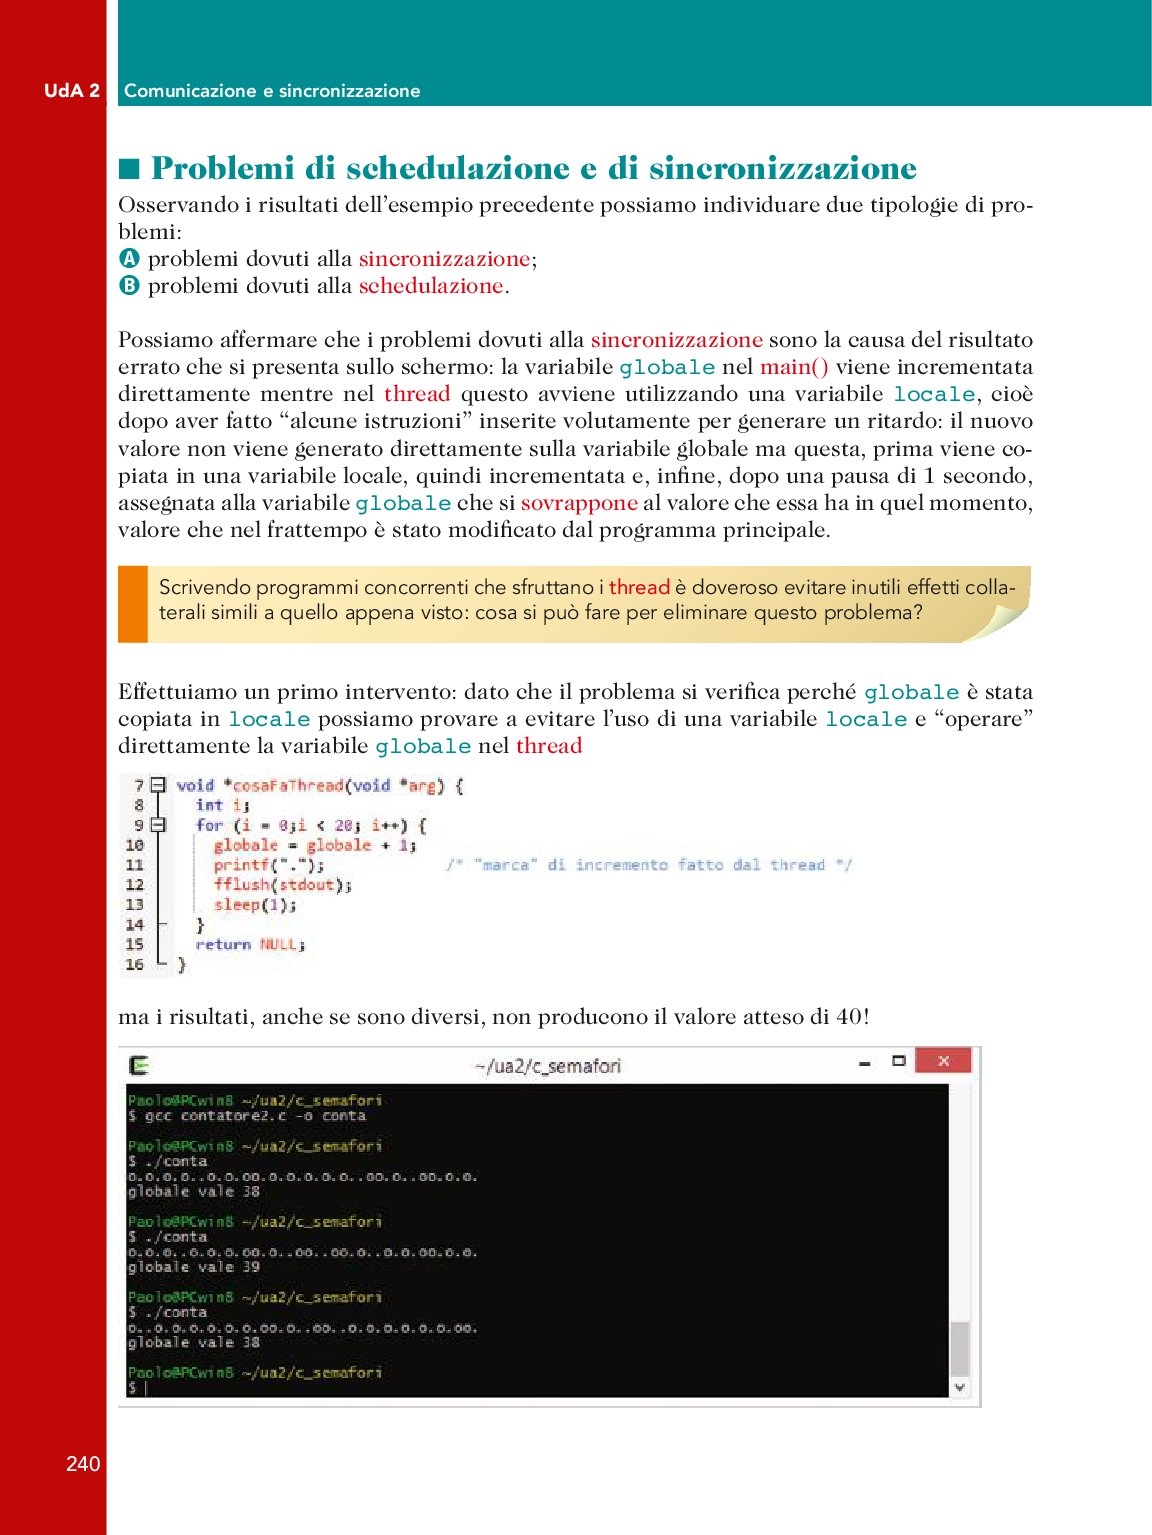 UdA 2 Comunicazione e sincronizzazione
■ Problemi di schedulazione e di sincronizzazione
Osservando i risultati dell’esempio precedente possiamo individuare due tipologie di pro-
blemi:
A problemi dovuti alla sincronizzazione;
B problemi dovuti alla schedulazione.
Possiamo affermare che i problemi dovuti alla sincronizzazione sono la causa del risultato
errato che si presenta sullo schermo: la variabile globale nel main() viene incrementata
direttamente mentre nel thread questo avviene utilizzando una variabile locale, cioè
dopo aver fatto “alcune istruzioni” inserite volutamente per generare un ritardo: il nuovo
valore non viene generato direttamente sulla variabile globale ma questa, prima viene co-
piata in una variabile locale, quindi incrementata e, infine, dopo una pausa di 1 secondo,
assegnata alla variabile globale che si sovrappone al valore che essa ha in quel momento,
valore che nel frattempo è stato modificato dal programma principale.
Scrivendo programmi concorrenti che sfruttano i thread è doveroso evitare inutili effetti colla-
terali simili a quello appena visto: cosa si può fare per eliminare questo problema?
Effettuiamo un primo intervento: dato che il problema si verifica perché globale è stata
copiata in locale possiamo provare a evitare l’uso di una variabile locale e “operare”
direttamente la variabile globale nel thread
7 void *cosaFaThread(void *arg) {
8 int i;
9 for (i = 0;i < 20; i++) {
10 globale = globale + 1;
11 printf("."); /* "marca" di incremento fatto dal thread */
12 fflush(stdout);
13 sleep(1);
14 }
15 return NULL;
16 }
ma i risultati, anche se sono diversi, non producono il valore atteso di 40!
~/ua2/c_semafori
Paolo@PCwin8 ~/ua2/c_semafori
$ gcc contatore2.c -o conta
Paolo@PCwin8 ~/ua2/c_semafori
$ ./conta
o.o.o.o..o.o.oo.o.o.o.o.o..oo.o..oo.o.o.
globale vale 38
Paolo@PCwin8 ~/ua2/c_semafori
$ ./conta
o.o.o..o.o.o.oo.o..oo..oo.o..o.o.oo.o.o.
globale vale 39
Paolo@PCwin8 ~/ua2/c_semafori
$ ./conta
o..o.o.o.o.o.o.oo.o..oo..o.o.o.o.o.o.oo.
globale vale 38
Paolo@PCwin8 ~/ua2/c_semafori
$
240